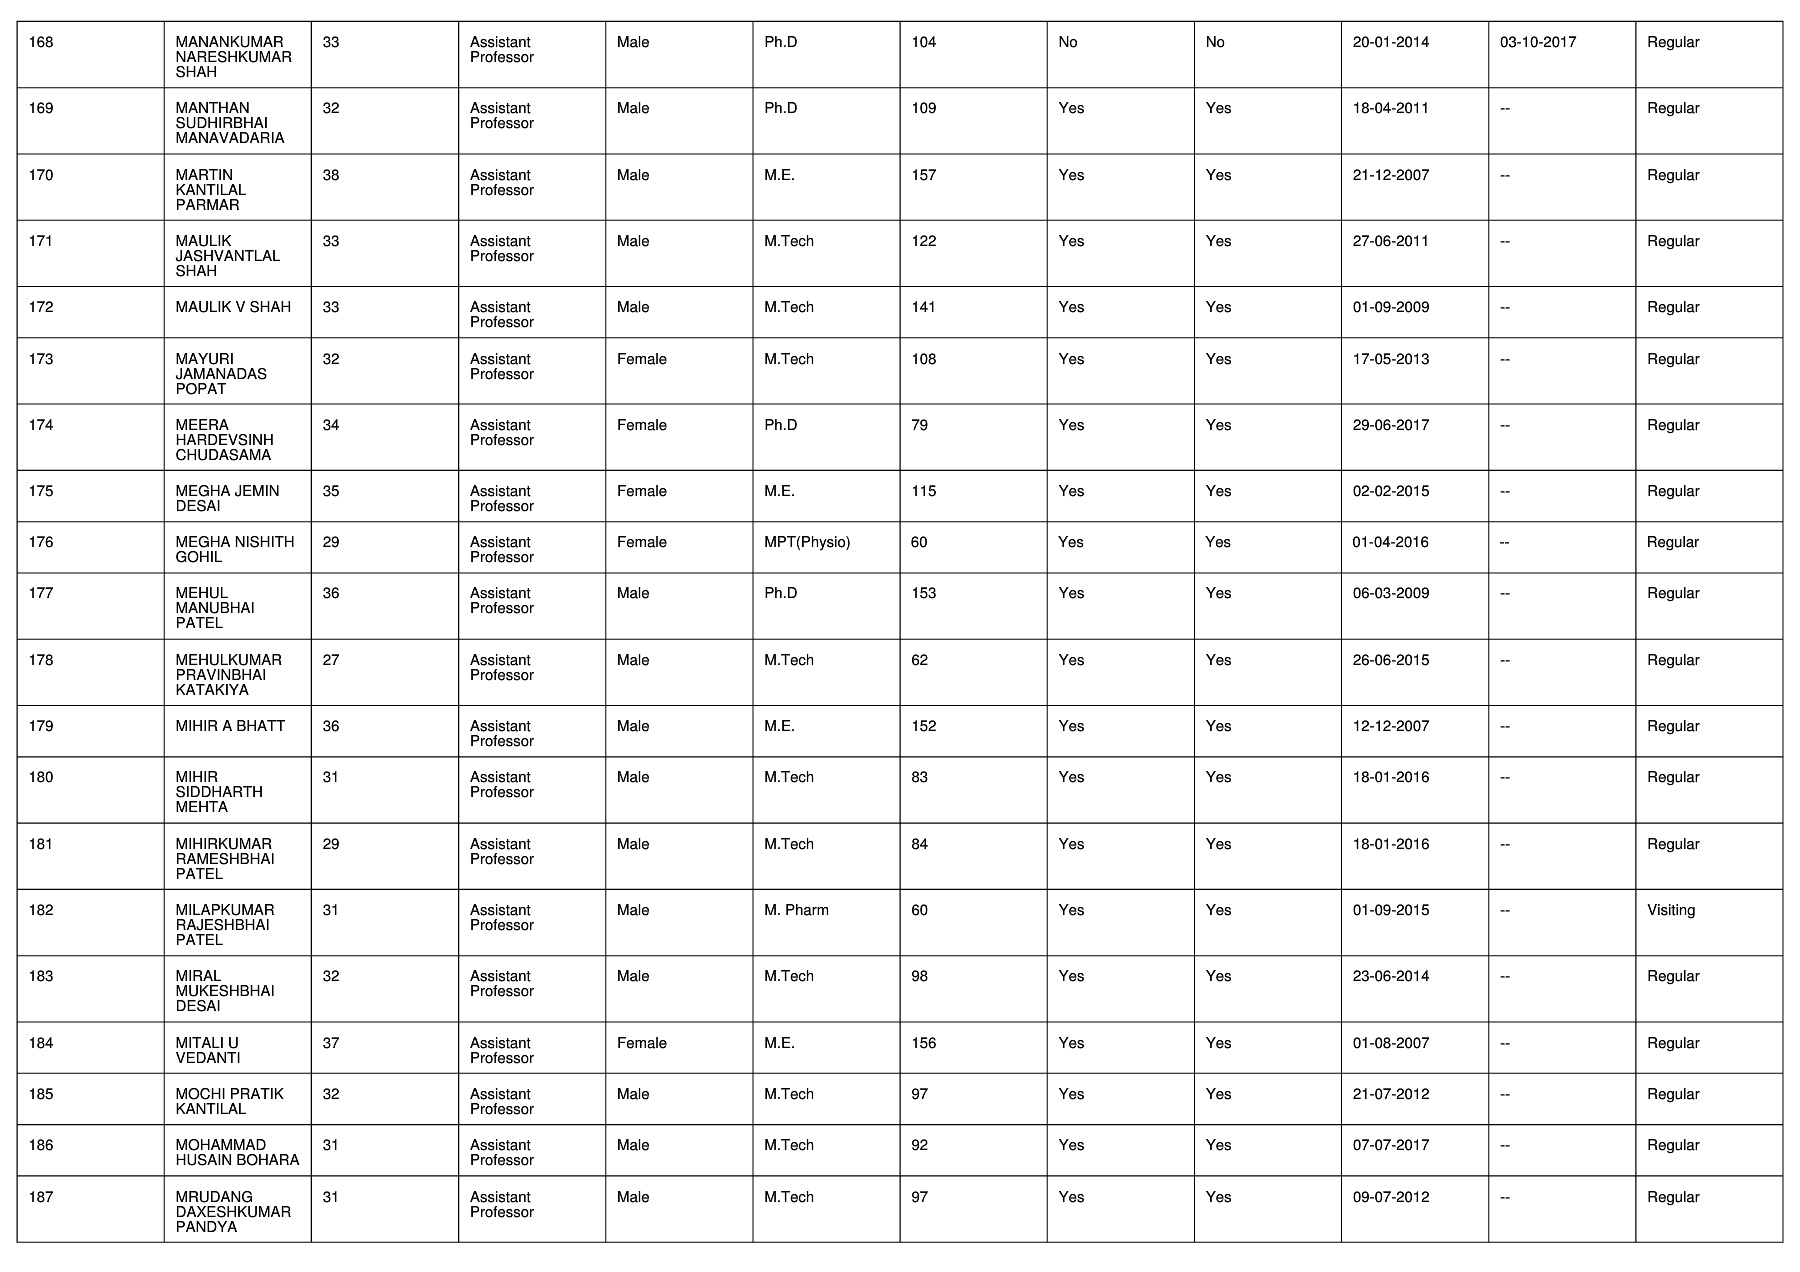 168 MANANKUMAR 33 Assistant Male Ph.D 104 No No 20-01-2014 03-10-2017 Regular
NARESHKUMAR Professor
SHAH
169 MANTHAN 32 Assistant Male Ph.D 109 Yes Yes 18-04-2011 -- Regular
SUDHIRBHAI Professor
MANAVADARIA
170 MARTIN 38 Assistant Male M.E. 157 Yes Yes 21-12-2007 -- Regular
KANTILAL Professor
PARMAR
171 MAULIK 33 Assistant Male M.Tech 122 Yes Yes 27-06-2011 -- Regular
JASHVANTLAL Professor
SHAH
172 MAULIK V SHAH 33 Assistant Male M.Tech 141 Yes Yes 01-09-2009 -- Regular
Professor
173 MAYURI 32 Assistant Female M.Tech 108 Yes Yes 17-05-2013 -- Regular
JAMANADAS Professor
POPAT
174 MEERA 34 Assistant Female Ph.D 79 Yes Yes 29-06-2017 -- Regular
HARDEVSINH Professor
CHUDASAMA
175 MEGHA JEMIN 35 Assistant Female M.E. 115 Yes Yes 02-02-2015 -- Regular
DESAI Professor
176 MEGHA NISHITH 29 Assistant Female MPT(Physio) 60 Yes Yes 01-04-2016 -- Regular
GOHIL Professor
177 MEHUL 36 Assistant Male Ph.D 153 Yes Yes 06-03-2009 -- Regular
MANUBHAI Professor
PATEL
178 MEHULKUMAR 27 Assistant Male M.Tech 62 Yes Yes 26-06-2015 -- Regular
PRAVINBHAI Professor
KATAKIYA
179 MIHIR A BHATT 36 Assistant Male M.E. 152 Yes Yes 12-12-2007 -- Regular
Professor
180 MIHIR 31 Assistant Male M.Tech 83 Yes Yes 18-01-2016 -- Regular
SIDDHARTH Professor
MEHTA
181 MIHIRKUMAR 29 Assistant Male M.Tech 84 Yes Yes 18-01-2016 -- Regular
RAMESHBHAI Professor
PATEL
182 MILAPKUMAR 31 Assistant Male M. Pharm 60 Yes Yes 01-09-2015 -- Visiting
RAJESHBHAI Professor
PATEL
183 MIRAL 32 Assistant Male M.Tech 98 Yes Yes 23-06-2014 -- Regular
MUKESHBHAI Professor
DESAI
184 MITALI U 37 Assistant Female M.E. 156 Yes Yes 01-08-2007 -- Regular
VEDANTI Professor
185 MOCHI PRATIK 32 Assistant Male M.Tech 97 Yes Yes 21-07-2012 -- Regular
KANTILAL Professor
186 MOHAMMAD 31 Assistant Male M.Tech 92 Yes Yes 07-07-2017 -- Regular
HUSAIN BOHARA Professor
187 MRUDANG 31 Assistant Male M.Tech 97 Yes Yes 09-07-2012 -- Regular
DAXESHKUMAR Professor
PANDYA